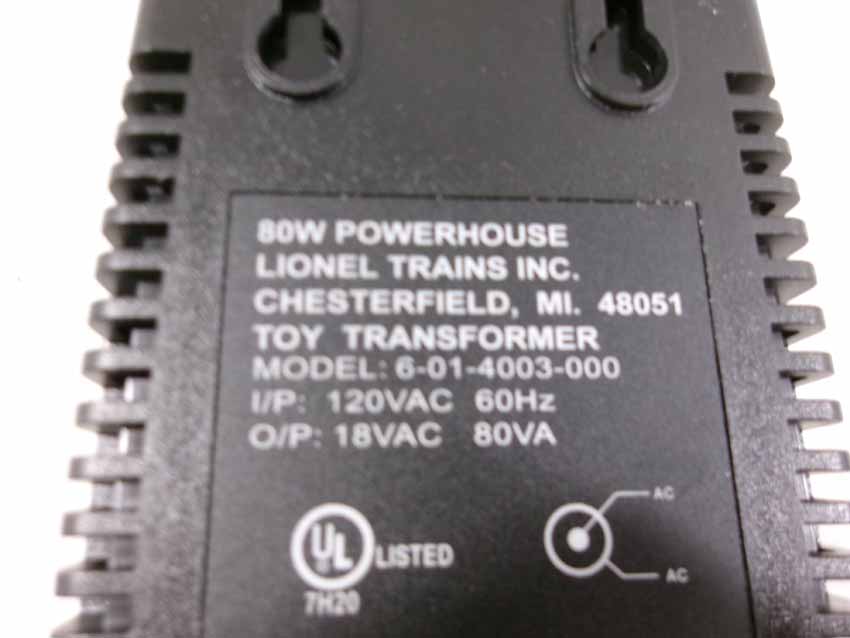 80W POWERHOUSE
LIONEL TRAINS INC.
CHESTERFIELD, MI. 48051
TOY TRANSFORMER
MODEL: 6-01-4003-000
I/P: 120VAC 60Hz
O/P: 18VAC 80VA
UL LISTED
7H20
AC
AC